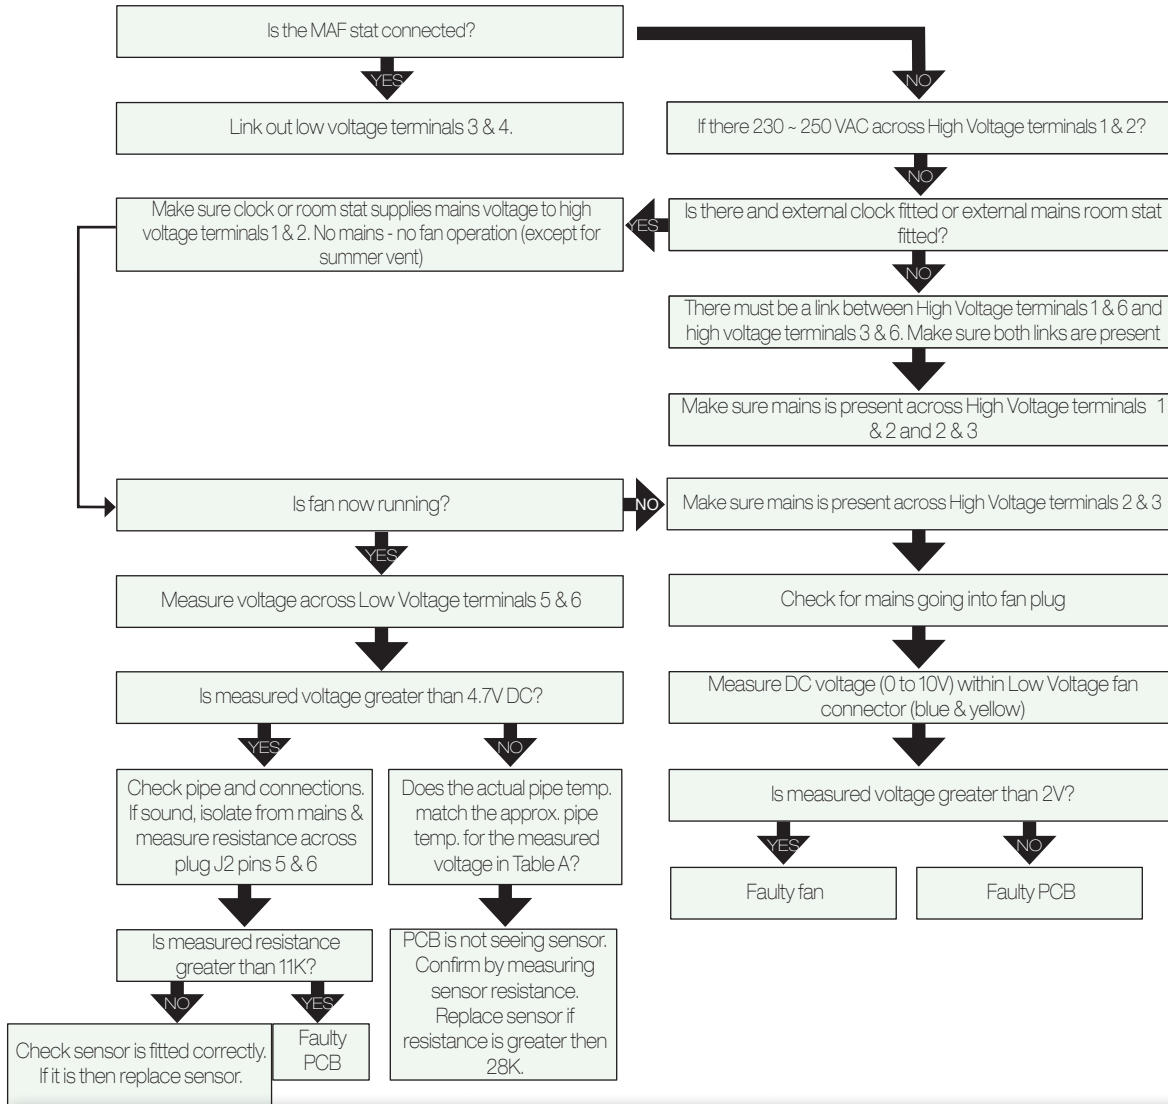 Is the MAF stat connected?
YES
NO
Link out low voltage terminals 3 & 4.
If there 230 ~ 250 VAC across High Voltage terminals 1 & 2?
NO
Make sure clock or room stat supplies mains voltage to high
voltage terminals 1 & 2. No mains - no fan operation (except for
summer vent)
YES
Is there and external clock fitted or external mains room stat
fitted?
NO
There must be a link between High Voltage terminals 1 & 6 and
high voltage terminals 3 & 6. Make sure both links are present
Make sure mains is present across High Voltage terminals 1
& 2 and 2 & 3
Is fan now running?
NO
Make sure mains is present across High Voltage terminals 2 & 3
YES
Measure voltage across Low Voltage terminals 5 & 6
Check for mains going into fan plug
Is measured voltage greater than 4.7V DC?
Measure DC voltage (0 to 10V) within Low Voltage fan
connector (blue & yellow)
YES
NO
Check pipe and connections.
If sound, isolate from mains &
measure resistance across
plug J2 pins 5 & 6
Does the actual pipe temp.
match the approx. pipe
temp. for the measured
voltage in Table A?
Is measured voltage greater than 2V?
YES
NO
Faulty fan
Faulty PCB
Is measured resistance
greater than 11K?
PCB is not seeing sensor.
Confirm by measuring
sensor resistance.
Replace sensor if
resistance is greater then
28K.
NO
YES
Check sensor is fitted correctly.
If it is then replace sensor.
Faulty
PCB